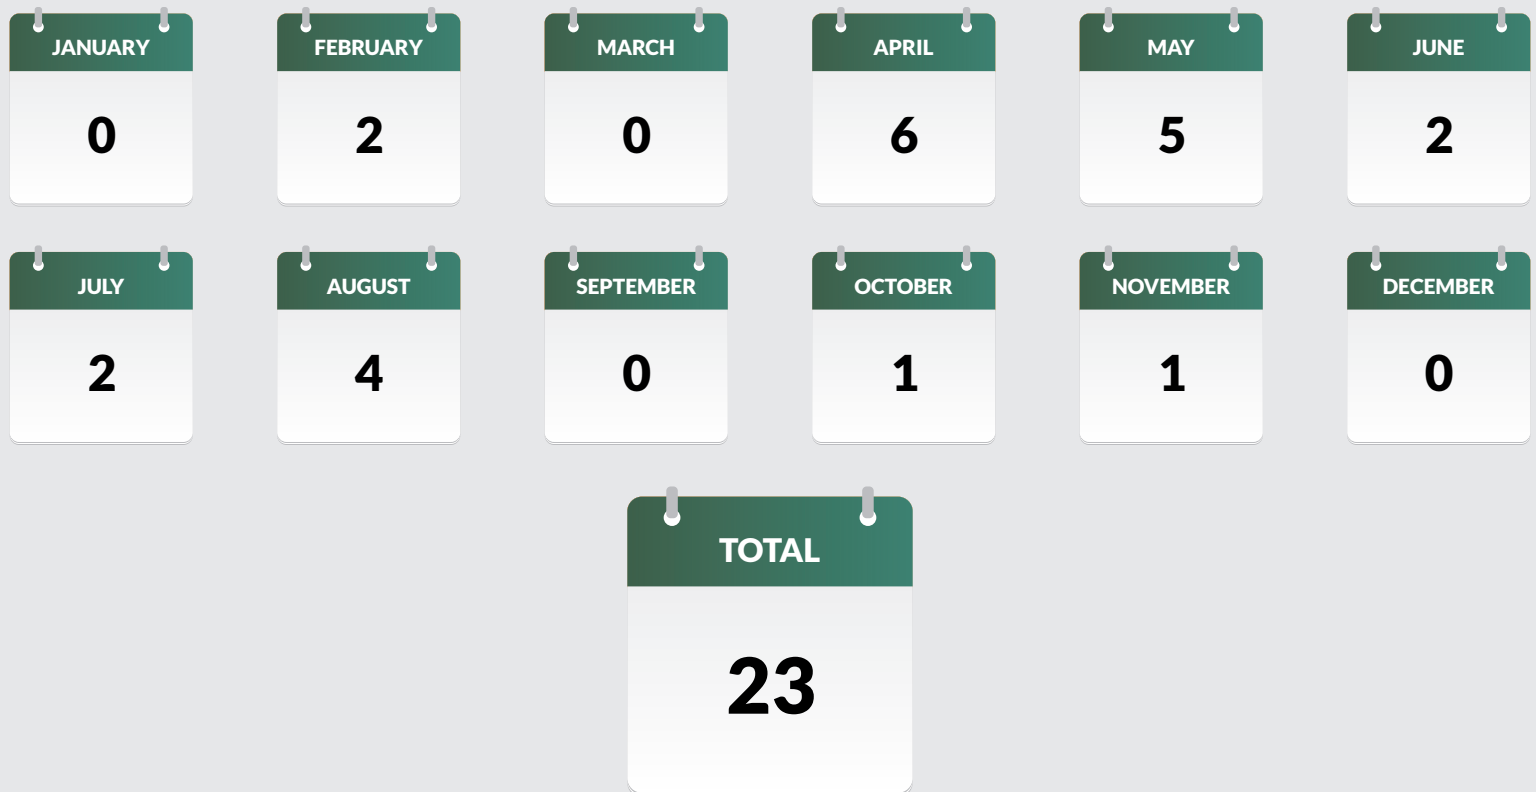 JANUARY FEBRUARY MARCH APRIL MAY JUNE
0 2 0 6 5 2
JULY AUGUST SEPTEMBER OCTOBER NOVEMBER DECEMBER
2 4 0 1 1 0
TOTAL
23